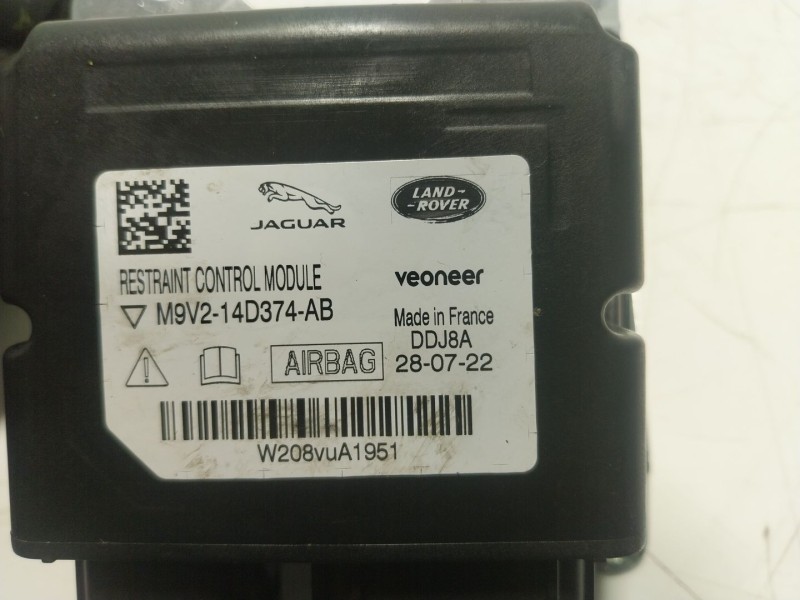 JAGUAR
LAND-
-ROVER
RESTRAINT CONTROL MODULE
veoneer
M9V2-14D374-AB
Made in France
DDJ8A
AIRBAG
28-07-22
W208vuA1951